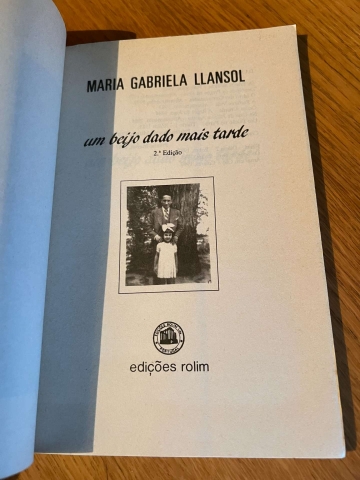 MARIA GABRIELA LLANSOL
um beijo dado mais tarde
2.ª Edição
edições rolim